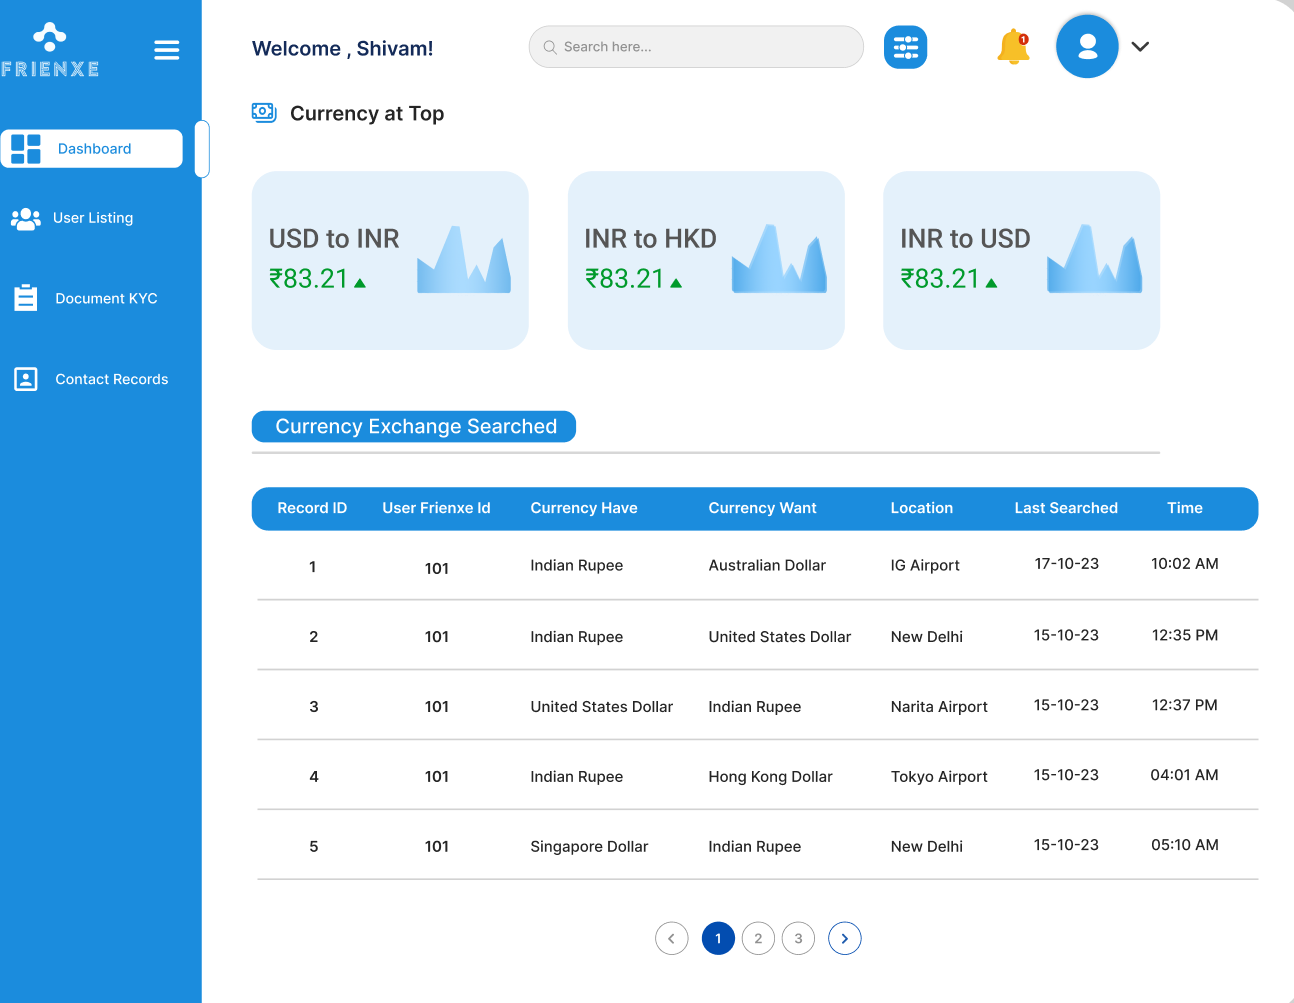 FRIENXE
Welcome , Shivam!
Search here...
1
Currency at Top
Dashboard
User Listing
Document KYC
Contact Records
USD to INR
₹83.21
INR to HKD
₹83.21
INR to USD
₹83.21
Currency Exchange Searched
Record ID User Frienxe Id Currency Have Currency Want Location Last Searched Time
1 101 Indian Rupee Australian Dollar IG Airport 17-10-23 10:02 AM
2 101 Indian Rupee United States Dollar New Delhi 15-10-23 12:35 PM
3 101 United States Dollar Indian Rupee Narita Airport 15-10-23 12:37 PM
4 101 Indian Rupee Hong Kong Dollar Tokyo Airport 15-10-23 04:01 AM
5 101 Singapore Dollar Indian Rupee New Delhi 15-10-23 05:10 AM
1 2 3